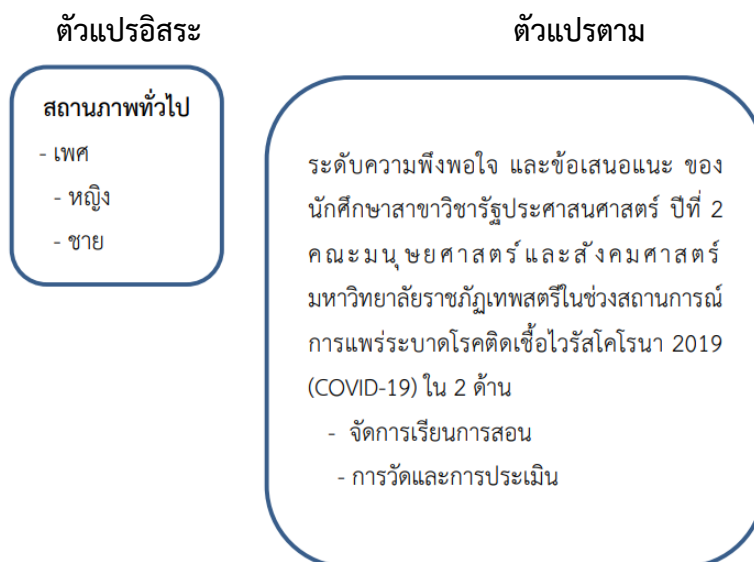 ตัวแปรอิสระ
ตัวแปรตาม
สถานภาพทั่วไป
- เพศ
- หญิง
- ชาย
ระดับความพึงพอใจ และข้อเสนอแนะ ของ
นักศึกษาสาขาวิชารัฐประศาสนศาสตร์ ปีที่ 2
คณะมนุษยศาสตร์และสังคมศาสตร์
มหาวิทยาลัยราชภัฏเทพสตรีในช่วงสถานการณ์
การแพร่ระบาดโรคติดเชื้อไวรัสโคโรนา 2019
(COVID-19) ใน 2 ด้าน
- จัดการเรียนการสอน
- การวัดและการประเมิน